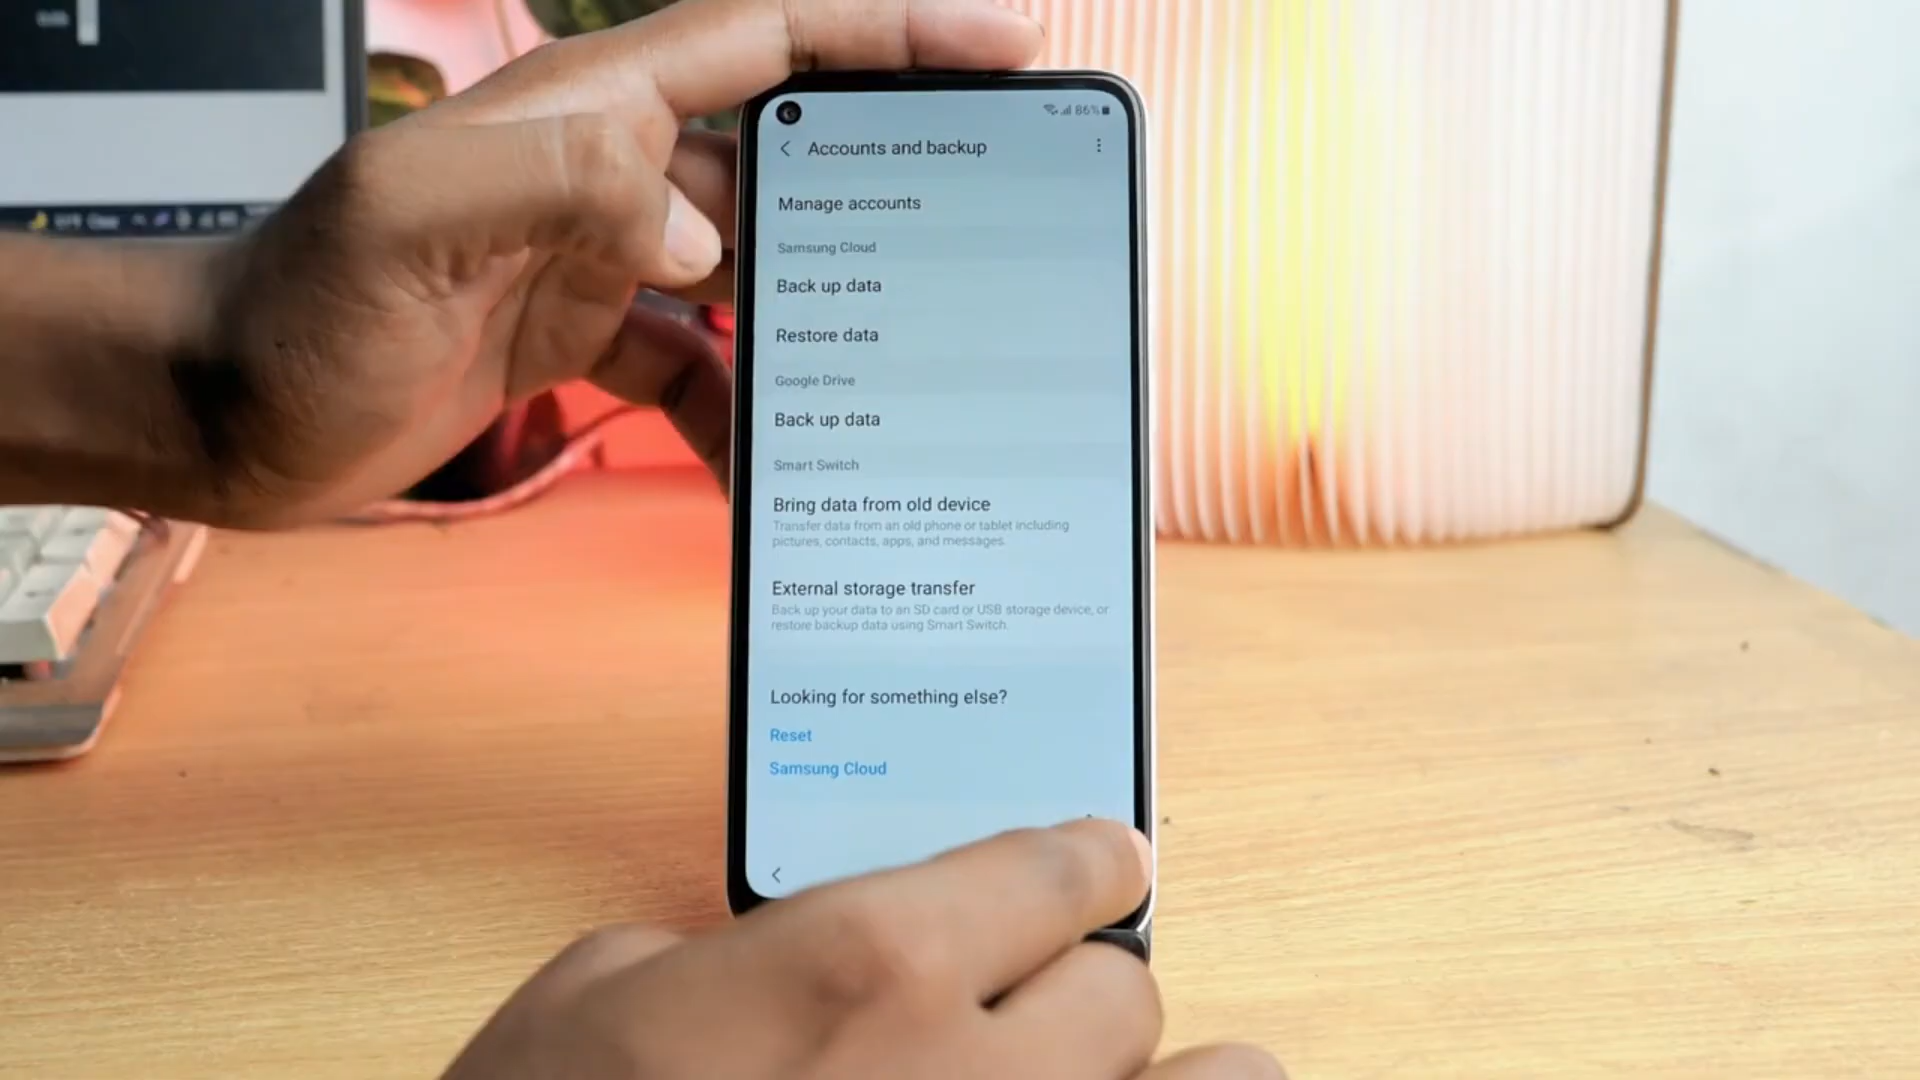 86%
Accounts and backup
Manage accounts
Samsung Cloud
Back up data
Restore data
Google Drive
Back up data
Smart Switch
Bring data from old device
Transfer data from an old phone or tablet including
pictures, contacts, apps, and messages.
External storage transfer
Back up your data to an SD card or USB storage device, or
restore backup data using Smart Switch.
Looking for something else?
Reset
Samsung Cloud